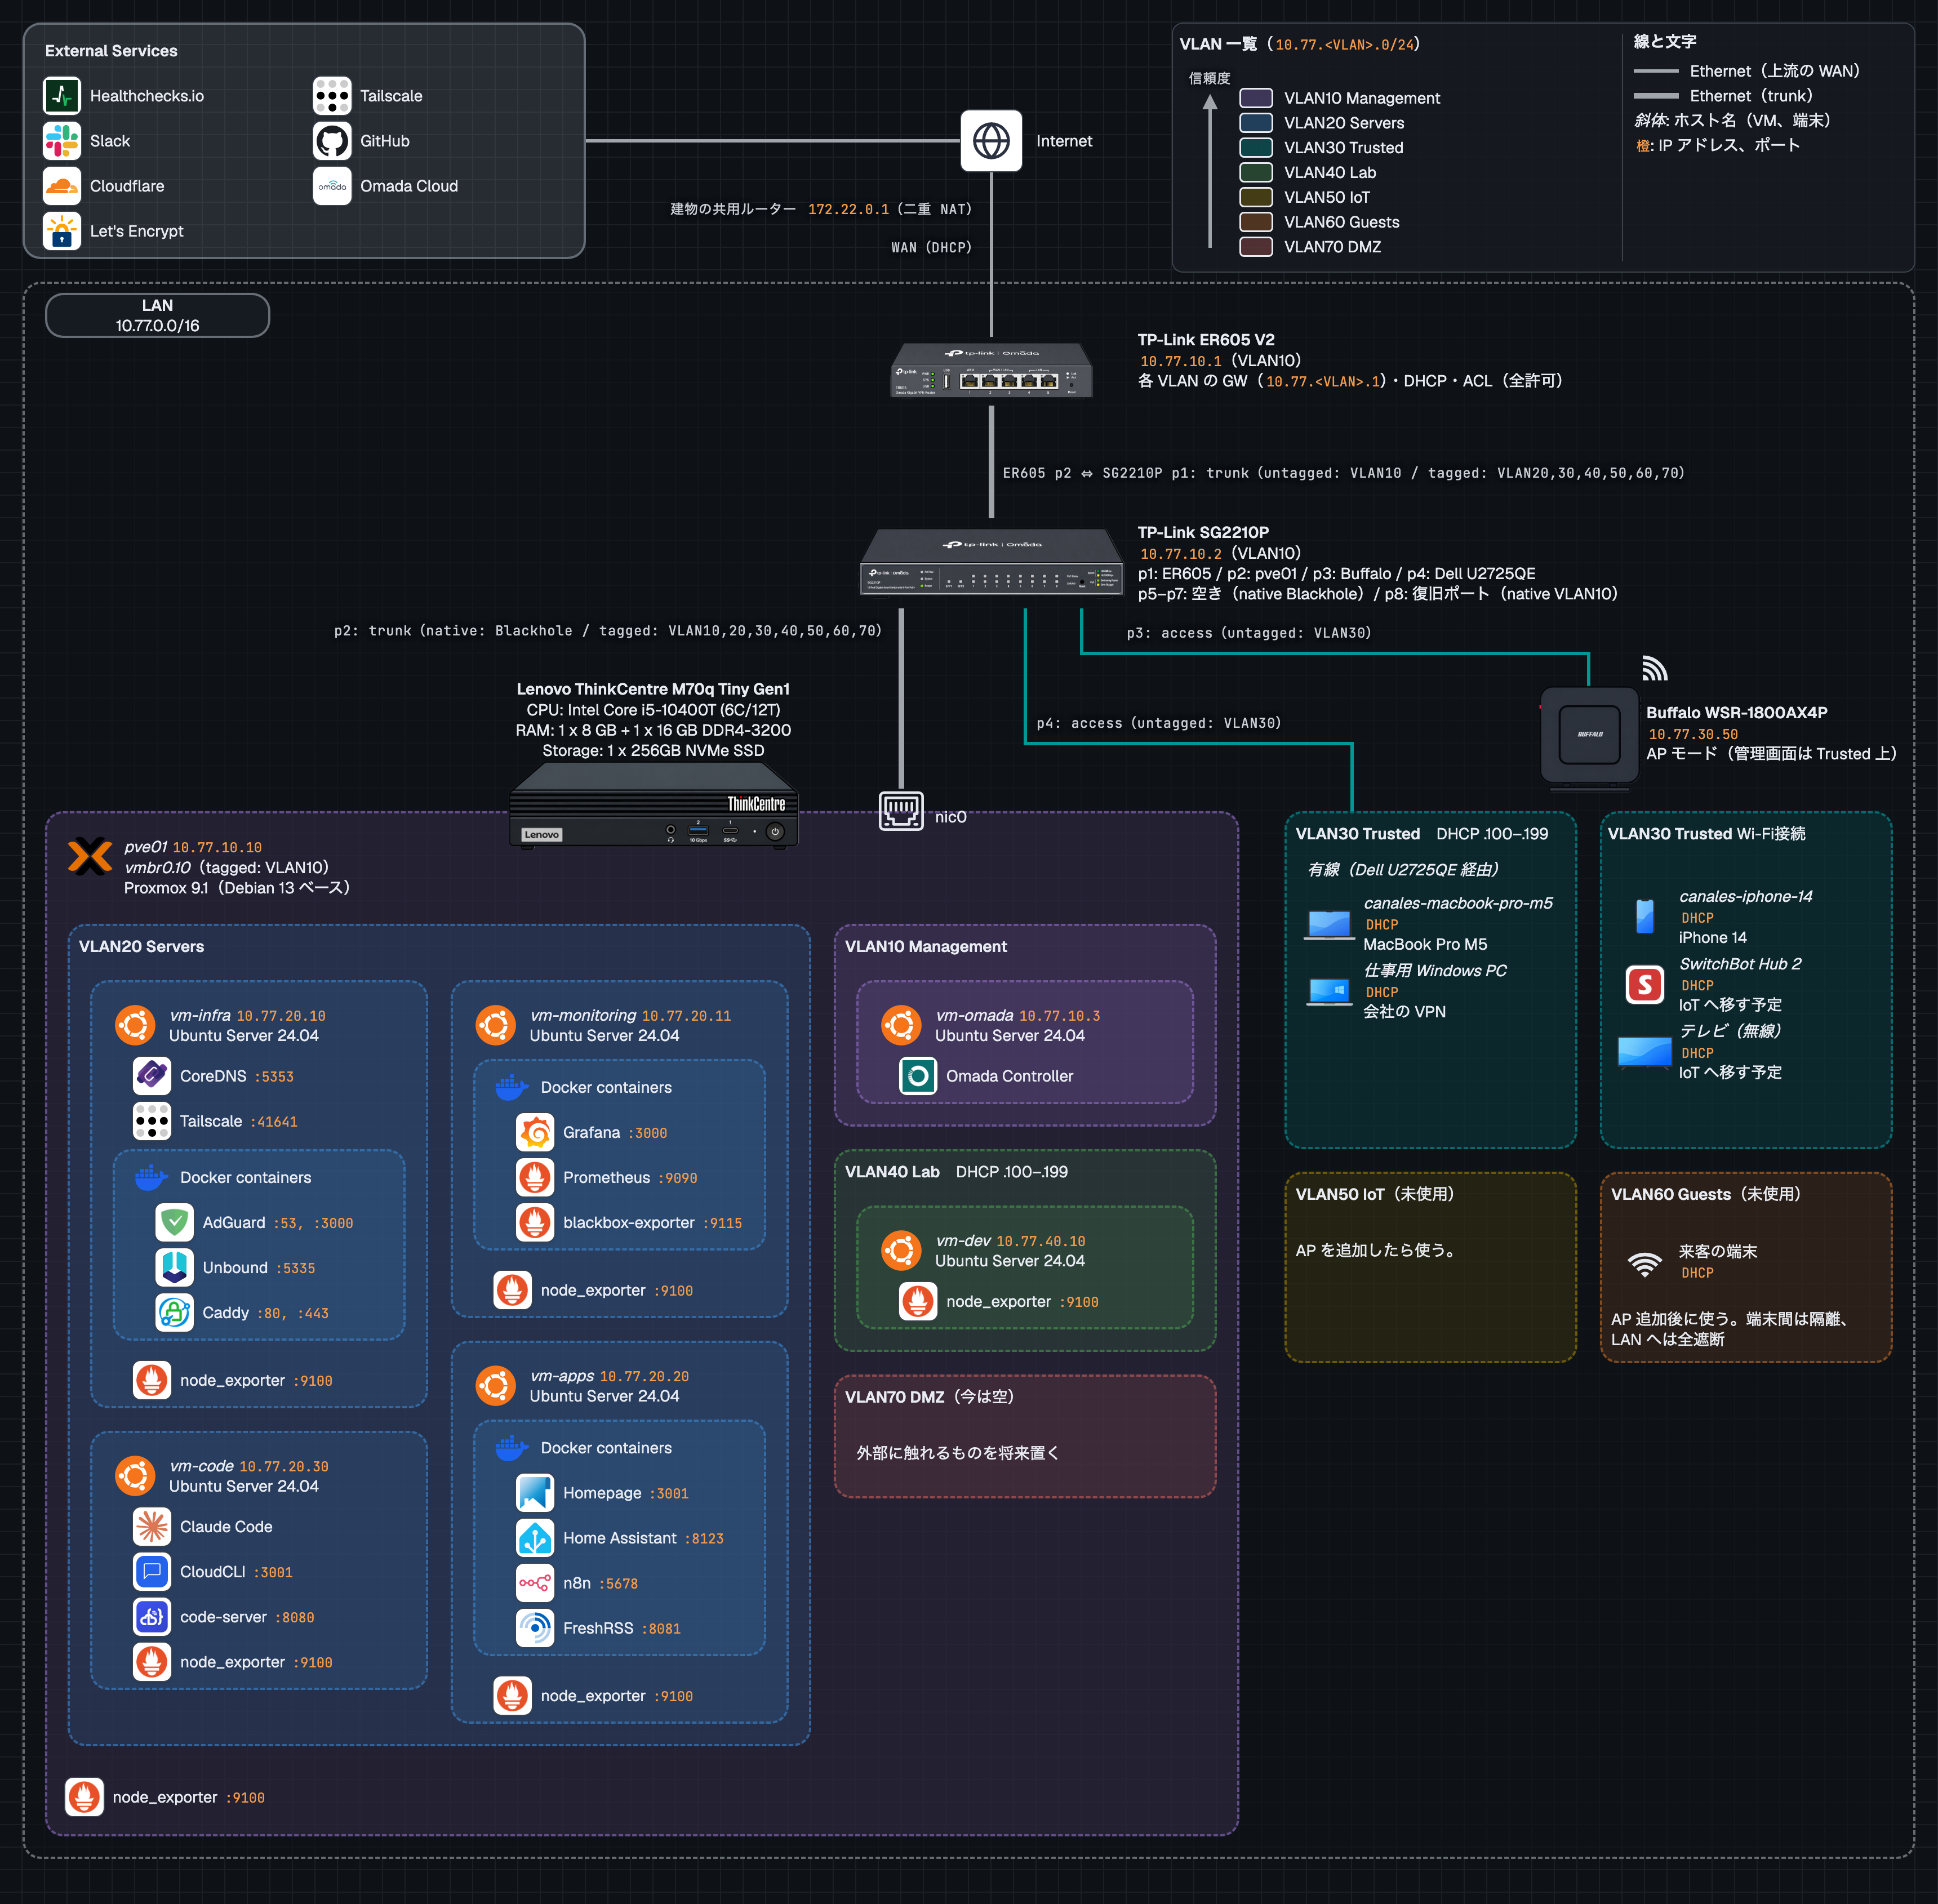 External Services
Healthchecks.io
Tailscale
Slack
GitHub
Cloudflare
omada
Omada Cloud
Let's Encrypt
Internet
建物の共用ルーター 172.22.0.1（二重 NAT）
WAN（DHCP）
VLAN 一覧（10.77.<VLAN>.0/24）
信頼度
VLAN10 Management
VLAN20 Servers
VLAN30 Trusted
VLAN40 Lab
VLAN50 IoT
VLAN60 Guests
VLAN70 DMZ
線と文字
Ethernet（上流の WAN）
Ethernet（trunk）
斜体: ホスト名（VM、端末）
橙: IP アドレス、ポート
LAN
10.77.0.0/16
tp-link | Omada
TP-Link ER605 V2
10.77.10.1（VLAN10）
各 VLAN の GW（10.77.<VLAN>.1）・DHCP・ACL（全許可）
ER605 p2 ⇔ SG2210P p1: trunk（untagged: VLAN10 / tagged: VLAN20,30,40,50,60,70）
tp-link | Omada
TP-Link SG2210P
10.77.10.2（VLAN10）
p1: ER605 / p2: pve01 / p3: Buffalo / p4: Dell U2725QE
p5–p7: 空き（native Blackhole）/ p8: 復旧ポート（native VLAN10）
p2: trunk（native: Blackhole / tagged: VLAN10,20,30,40,50,60,70）
p3: access（untagged: VLAN30）
p4: access（untagged: VLAN30）
Lenovo ThinkCentre M70q Tiny Gen1
CPU: Intel Core i5-10400T (6C/12T)
RAM: 1 x 8 GB + 1 x 16 GB DDR4-3200
Storage: 1 x 256GB NVMe SSD
ThinkCentre
Lenovo
nic0
BUFFALO
Buffalo WSR-1800AX4P
10.77.30.50
AP モード（管理画面は Trusted 上）
pve01 10.77.10.10
vmbr0.10（tagged: VLAN10）
Proxmox 9.1（Debian 13 ベース）
VLAN20 Servers
vm-infra 10.77.20.10
Ubuntu Server 24.04
CoreDNS :5353
Tailscale :41641
Docker containers
AdGuard :53, :3000
Unbound :5335
Caddy :80, :443
node_exporter :9100
vm-code 10.77.20.30
Ubuntu Server 24.04
Claude Code
CloudCLI :3001
code-server :8080
node_exporter :9100
vm-monitoring 10.77.20.11
Ubuntu Server 24.04
Docker containers
Grafana :3000
Prometheus :9090
blackbox-exporter :9115
node_exporter :9100
vm-apps 10.77.20.20
Ubuntu Server 24.04
Docker containers
Homepage :3001
Home Assistant :8123
n8n :5678
FreshRSS :8081
node_exporter :9100
VLAN10 Management
vm-omada 10.77.10.3
Ubuntu Server 24.04
Omada Controller
VLAN40 Lab DHCP .100–.199
vm-dev 10.77.40.10
Ubuntu Server 24.04
node_exporter :9100
VLAN70 DMZ（今は空）
外部に触れるものを将来置く
node_exporter :9100
VLAN30 Trusted DHCP .100–.199
有線（Dell U2725QE 経由）
canales-macbook-pro-m5
DHCP
MacBook Pro M5
仕事用 Windows PC
DHCP
会社の VPN
VLAN30 Trusted Wi-Fi接続
canales-iphone-14
DHCP
iPhone 14
SwitchBot Hub 2
DHCP
IoT へ移す予定
テレビ（無線）
DHCP
IoT へ移す予定
VLAN50 IoT（未使用）
AP を追加したら使う。
VLAN60 Guests（未使用）
来客の端末
DHCP
AP 追加後に使う。端末間は隔離、
LAN へは全遮断